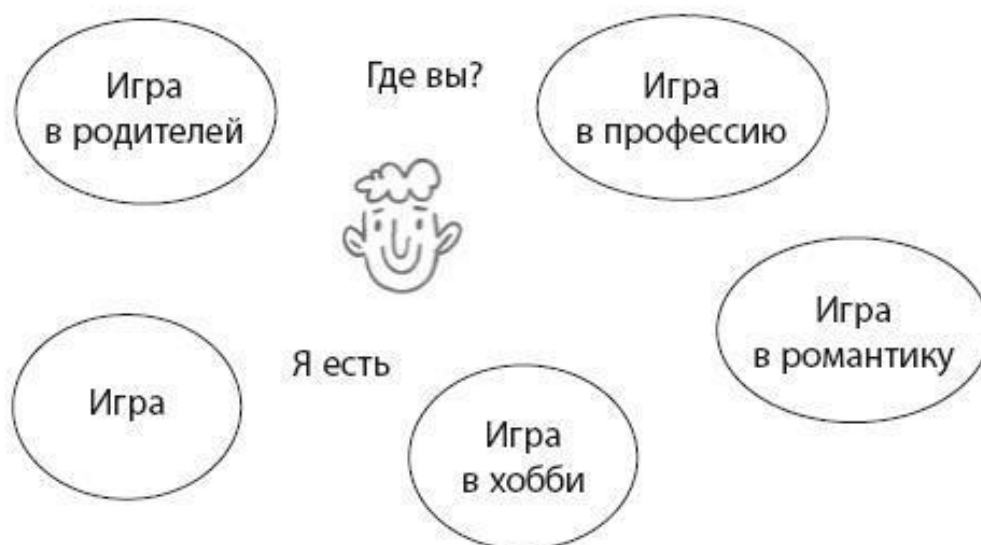 Игра
в родителей
Где вы?
Игра
в профессию
Игра
в романтику
Я есть
Игра
Игра
в хобби